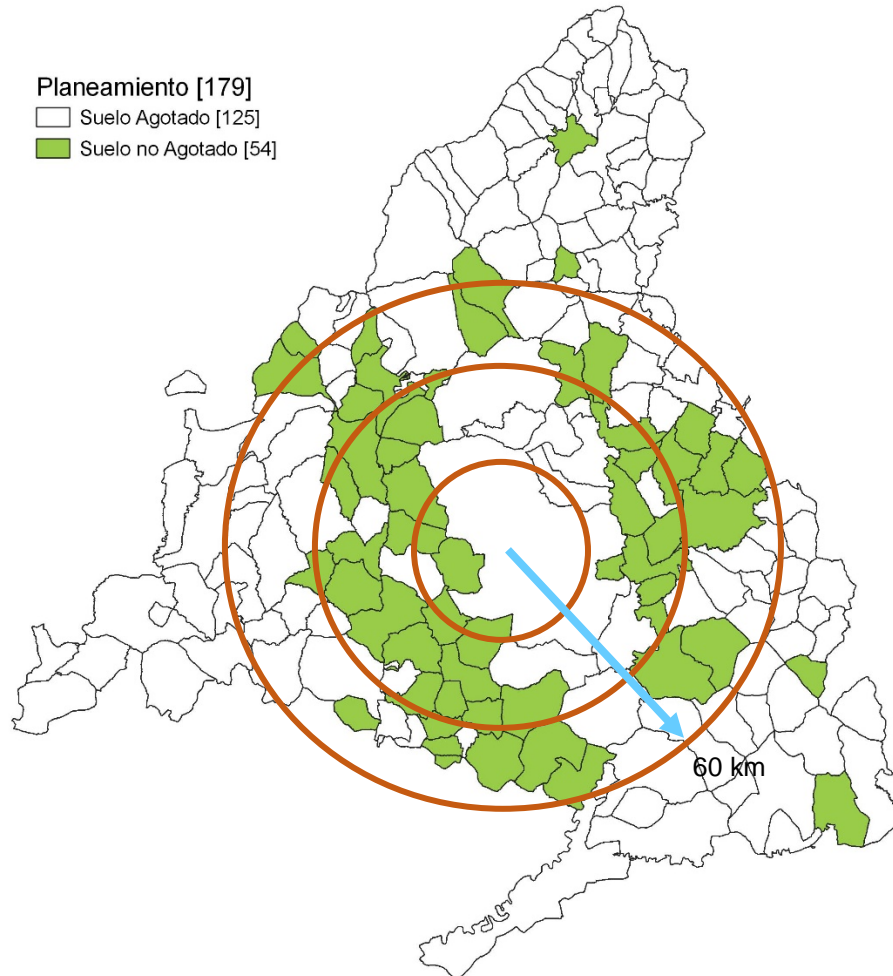 Planeamiento [179]
Suelo Agotado [125]
Suelo no Agotado [54]
60 km